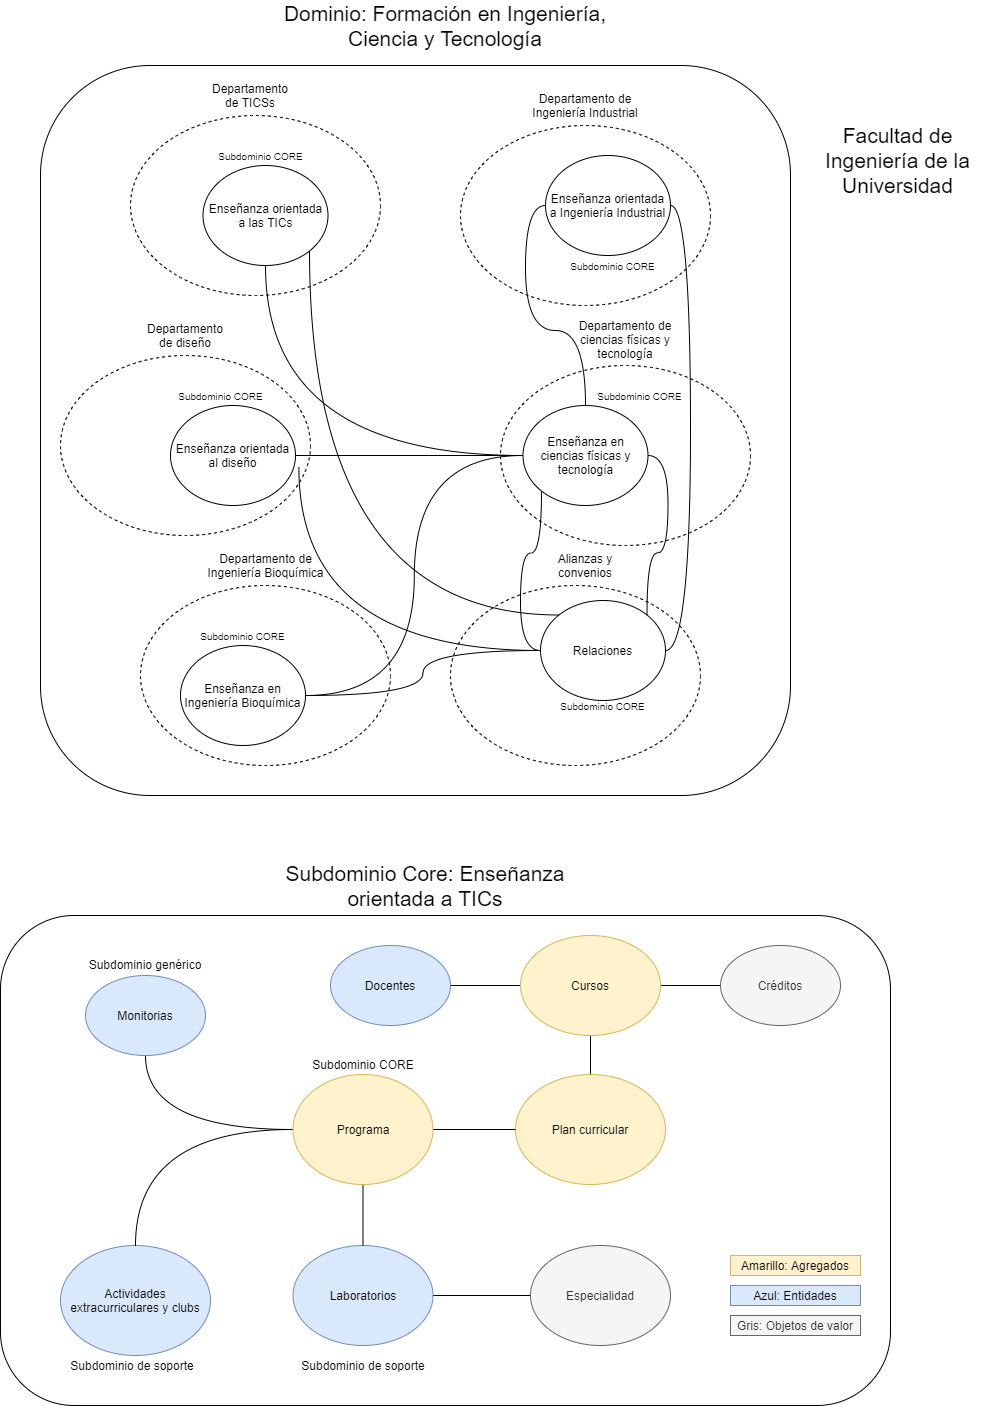 Dominio: Formación en Ingeniería,
Ciencia y Tecnología
Facultad de
Ingeniería de la
Universidad
Departamento
de TICSs
Subdominio CORE
Enseñanza orientada
a las TICs
Departamento de
Ingeniería Industrial
Enseñanza orientada
a Ingeniería Industrial
Subdominio CORE
Departamento
de diseño
Subdominio CORE
Enseñanza orientada
al diseño
Departamento de
ciencias físicas y
tecnología
Subdominio CORE
Enseñanza en
ciencias físicas y
tecnología
Departamento de
Ingeniería Bioquímica
Subdominio CORE
Enseñanza en
Ingeniería Bioquímica
Alianzas y
convenios
Relaciones
Subdominio CORE
Subdominio Core: Enseñanza
orientada a TICs
Subdominio genérico
Monitorias
Docentes
Cursos
Créditos
Subdominio CORE
Programa
Plan curricular
Actividades
extracurriculares y clubs
Subdominio de soporte
Laboratorios
Subdominio de soporte
Especialidad
Amarillo: Agregados
Azul: Entidades
Gris: Objetos de valor